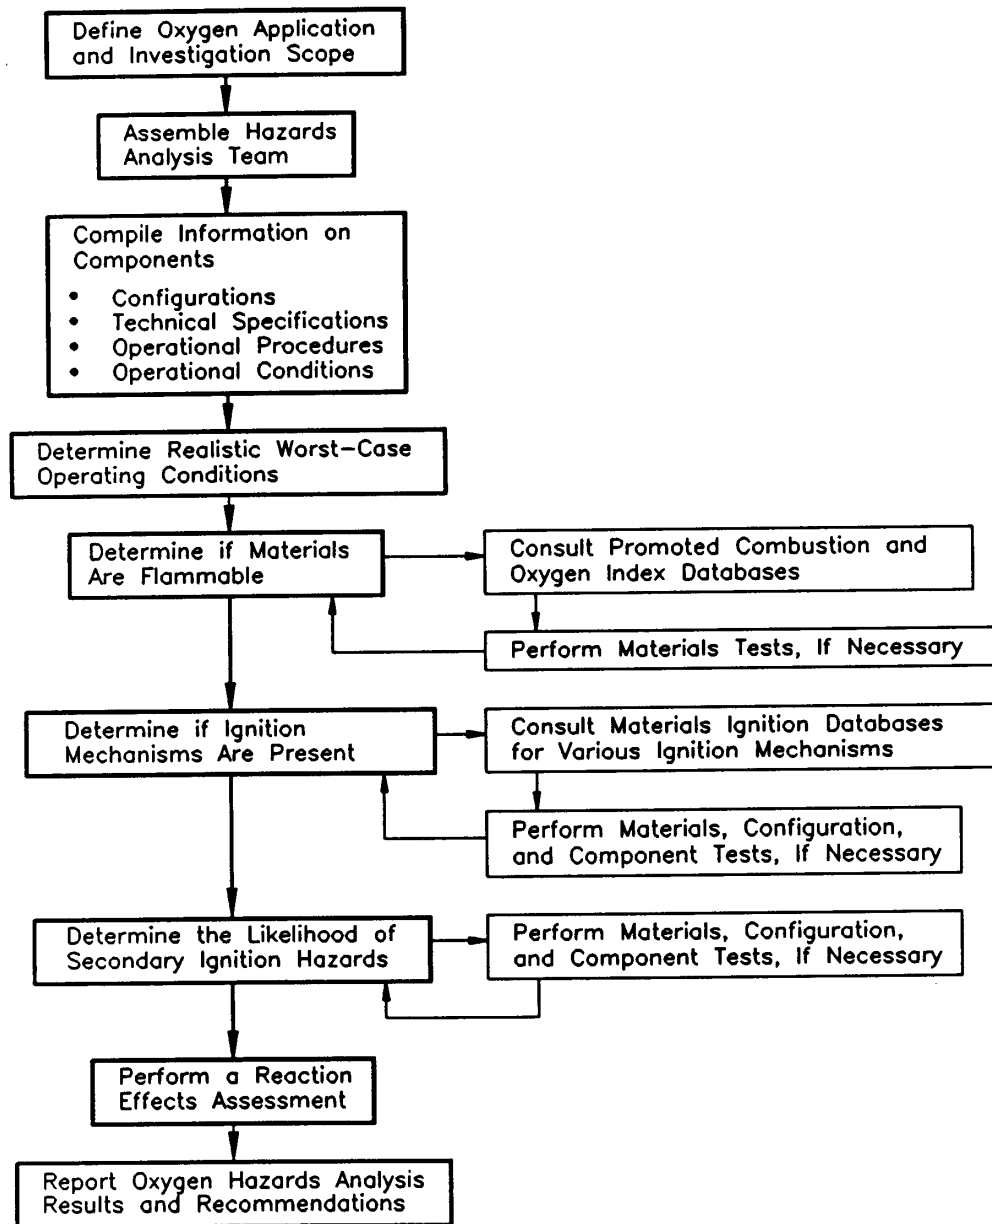 Define Oxygen Application
and Investigation Scope
Assemble Hazards
Analysis Team
Compile Information on
Components
• Configurations
• Technical Specifications
• Operational Procedures
• Operational Conditions
Determine Realistic Worst-Case
Operating Conditions
Determine if Materials
Are Flammable
Consult Promoted Combustion and
Oxygen Index Databases
Perform Materials Tests, If Necessary
Determine if Ignition
Mechanisms Are Present
Consult Materials Ignition Databases
for Various Ignition Mechanisms
Perform Materials, Configuration,
and Component Tests, If Necessary
Determine the Likelihood of
Secondary Ignition Hazards
Perform Materials, Configuration,
and Component Tests, If Necessary
Perform a Reaction
Effects Assessment
Report Oxygen Hazards Analysis
Results and Recommendations